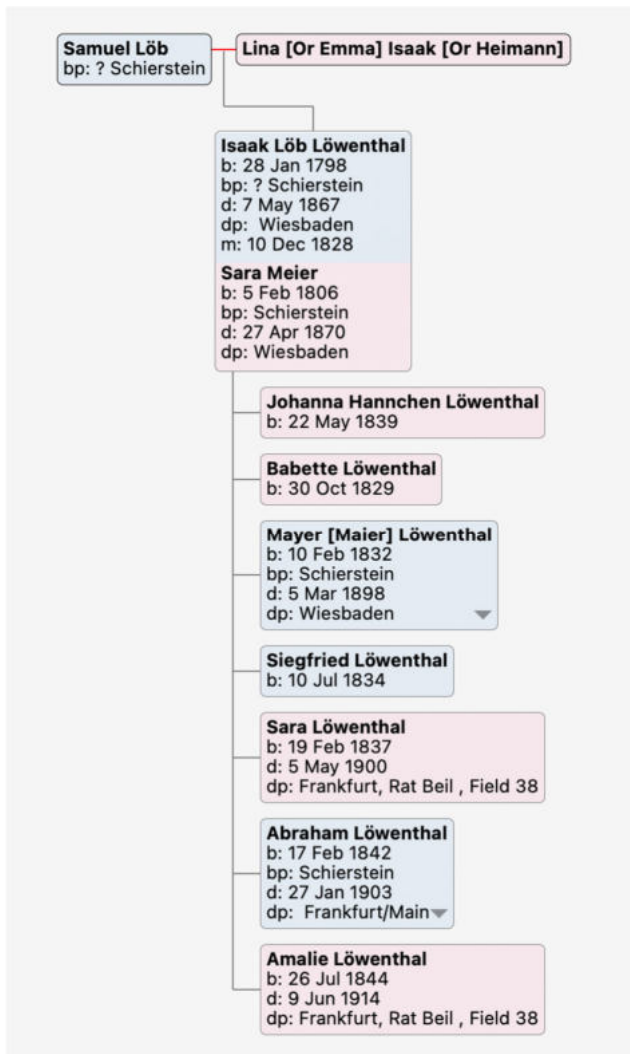 Samuel Löb
bp: ? Schierstein
Lina [Or Emma] Isaak [Or Heimann]
Isaak Löb Löwenthal
b: 28 Jan 1798
bp: ? Schierstein
d: 7 May 1867
dp:  Wiesbaden
m: 10 Dec 1828
Sara Meier
b: 5 Feb 1806
bp: Schierstein
d: 27 Apr 1870
dp: Wiesbaden
Johanna Hannchen Löwenthal
b: 22 May 1839
Babette Löwenthal
b: 30 Oct 1829
Mayer [Maier] Löwenthal
b: 10 Feb 1832
bp: Schierstein
d: 5 Mar 1898
dp: Wiesbaden
Siegfried Löwenthal
b: 10 Jul 1834
Sara Löwenthal
b: 19 Feb 1837
d: 5 May 1900
dp: Frankfurt, Rat Beil , Field 38
Abraham Löwenthal
b: 17 Feb 1842
bp: Schierstein
d: 27 Jan 1903
dp:  Frankfurt/Main
Amalie Löwenthal
b: 26 Jul 1844
d: 9 Jun 1914
dp: Frankfurt, Rat Beil , Field 38